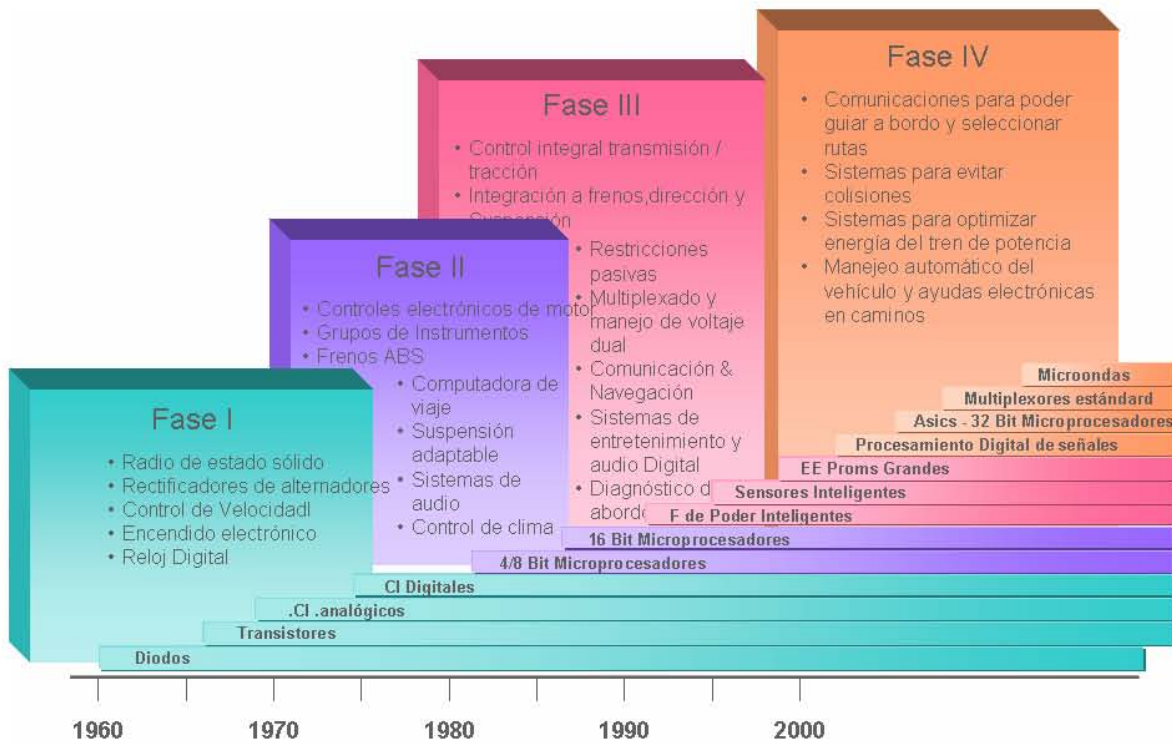 Fase I
• Radio de estado sólido
• Rectificadores de alternadores
• Control de Velocidadl
• Encendido electrónico
• Reloj Digital
Fase II
• Controles electrónicos de motor
• Grupos de Instrumentos
• Frenos ABS
• Computadora de
viaje
• Suspensión
adaptable
• Sistemas de
audio
• Control de clima
Fase III
• Control integral transmisión /
tracción
• Integración a frenos,dirección y
Suspensión
• Restricciones
pasivas
• Multiplexado y
manejo de voltaje
dual
• Comunicación &
Navegación
• Sistemas de
entretenimiento y
audio Digital
• Diagnóstico d
abord
Fase IV
• Comunicaciones para poder
guiar a bordo y seleccionar
rutas
• Sistemas para evitar
colisiones
• Sistemas para optimizar
energía del tren de potencia
• Manejeo automático del
vehículo y ayudas electrónicas
en caminos
Microondas
Multiplexores estándard
Asics - 32 Bit Microprocesadores
Procesamiento Digital de señales
EE Proms Grandes
Sensores Inteligentes
F de Poder Inteligentes
16 Bit Microprocesadores
4/8 Bit Microprocesadores
CI Digitales
.CI .analógicos
Transistores
Diodos
1960 1970 1980 1990 2000